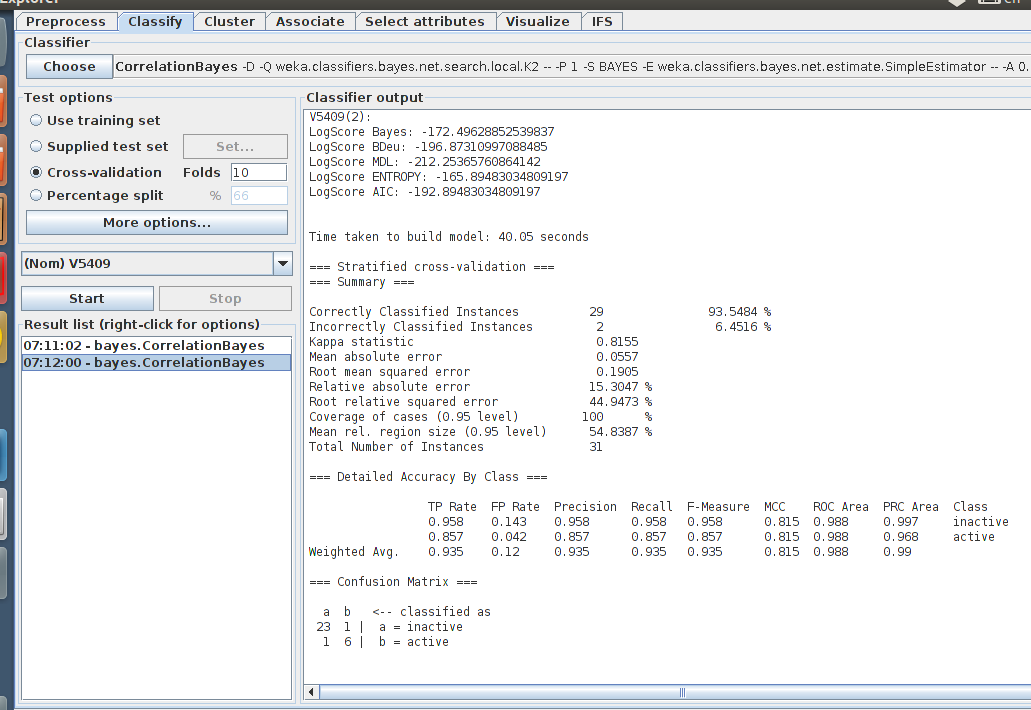 Explorer
Preprocess Classify Cluster Associate Select attributes Visualize IFS
Classifier
Choose CorrelationBayes -D -Q weka.classifiers.bayes.net.search.local.K2 -- -P 1 -S BAYES -E weka.classifiers.bayes.net.estimate.SimpleEstimator -- -A 0.
Test options
Use training set
Supplied test set Set...
Cross-validation Folds 10
Percentage split % 66
More options...
(Nom) V5409
Start Stop
Result list (right-click for options)
07:11:02 - bayes.CorrelationBayes
07:12:00 - bayes.CorrelationBayes
Classifier output
V5409(2):
LogScore Bayes: -172.49628852539837
LogScore BDeu: -196.87310997088485
LogScore MDL: -212.25365760864142
LogScore ENTROPY: -165.89483034809197
LogScore AIC: -192.89483034809197
Time taken to build model: 40.05 seconds
=== Stratified cross-validation ===
=== Summary ===
Correctly Classified Instances 29 93.5484 %
Incorrectly Classified Instances 2 6.4516 %
Kappa statistic 0.8155
Mean absolute error 0.0557
Root mean squared error 0.1905
Relative absolute error 15.3047 %
Root relative squared error 44.9473 %
Coverage of cases (0.95 level) 100 %
Mean rel. region size (0.95 level) 54.8387 %
Total Number of Instances 31
=== Detailed Accuracy By Class ===
TP Rate FP Rate Precision Recall F-Measure MCC ROC Area PRC Area Class
0.958 0.143 0.958 0.958 0.958 0.815 0.988 0.997 inactive
0.857 0.042 0.857 0.857 0.857 0.815 0.988 0.968 active
Weighted Avg. 0.935 0.12 0.935 0.935 0.935 0.815 0.988 0.99
=== Confusion Matrix ===
a b <-- classified as
23 1 | a = inactive
1 6 | b = active